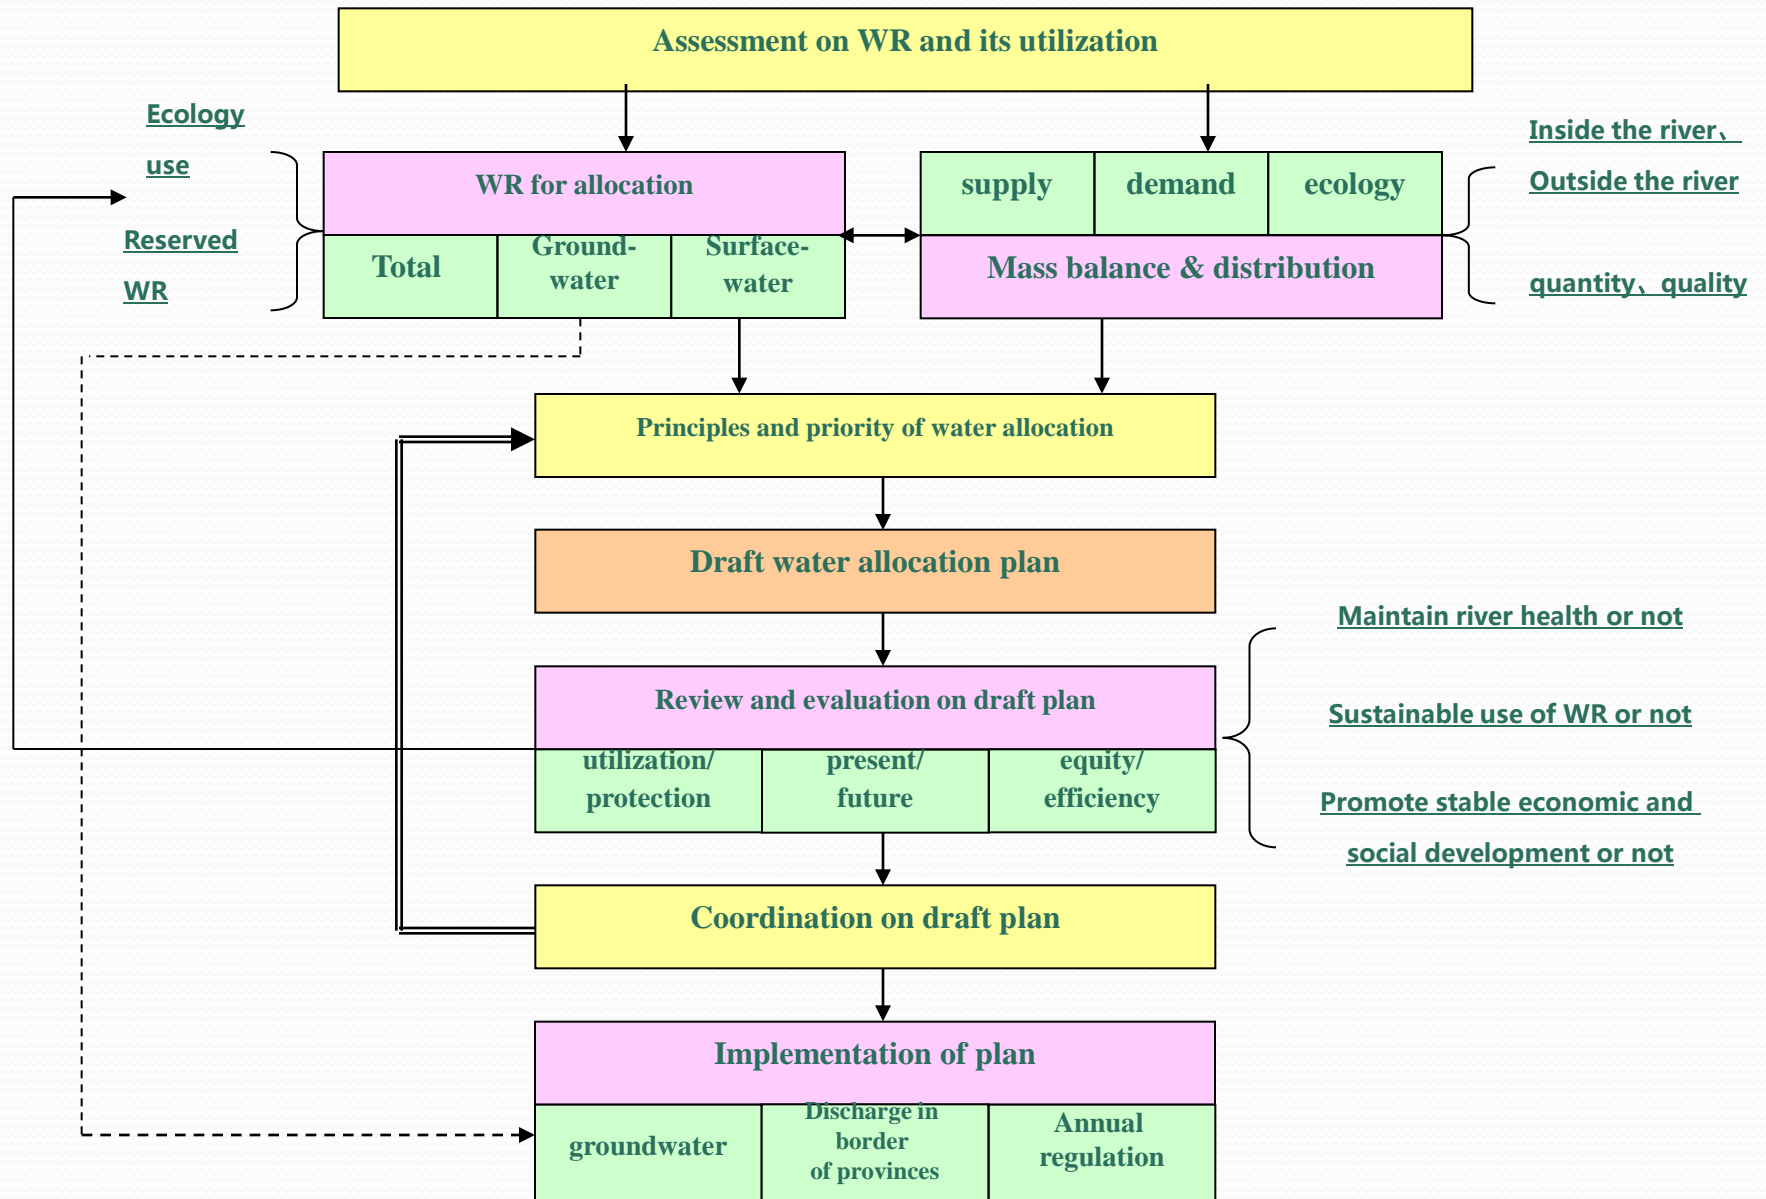 Assessment on WR and its utilization
Ecology
use
Reserved
WR
WR for allocation
Total
Ground-
water
Surface-
water
supply
demand
ecology
Mass balance & distribution
Inside the river、
Outside the river
quantity、quality
Principles and priority of water allocation
Draft water allocation plan
Review and evaluation on draft plan
utilization/
protection
present/
future
equity/
efficiency
Maintain river health or not
Sustainable use of WR or not
Promote stable economic and
social development or not
Coordination on draft plan
Implementation of plan
groundwater
Discharge in
border
of provinces
Annual
regulation